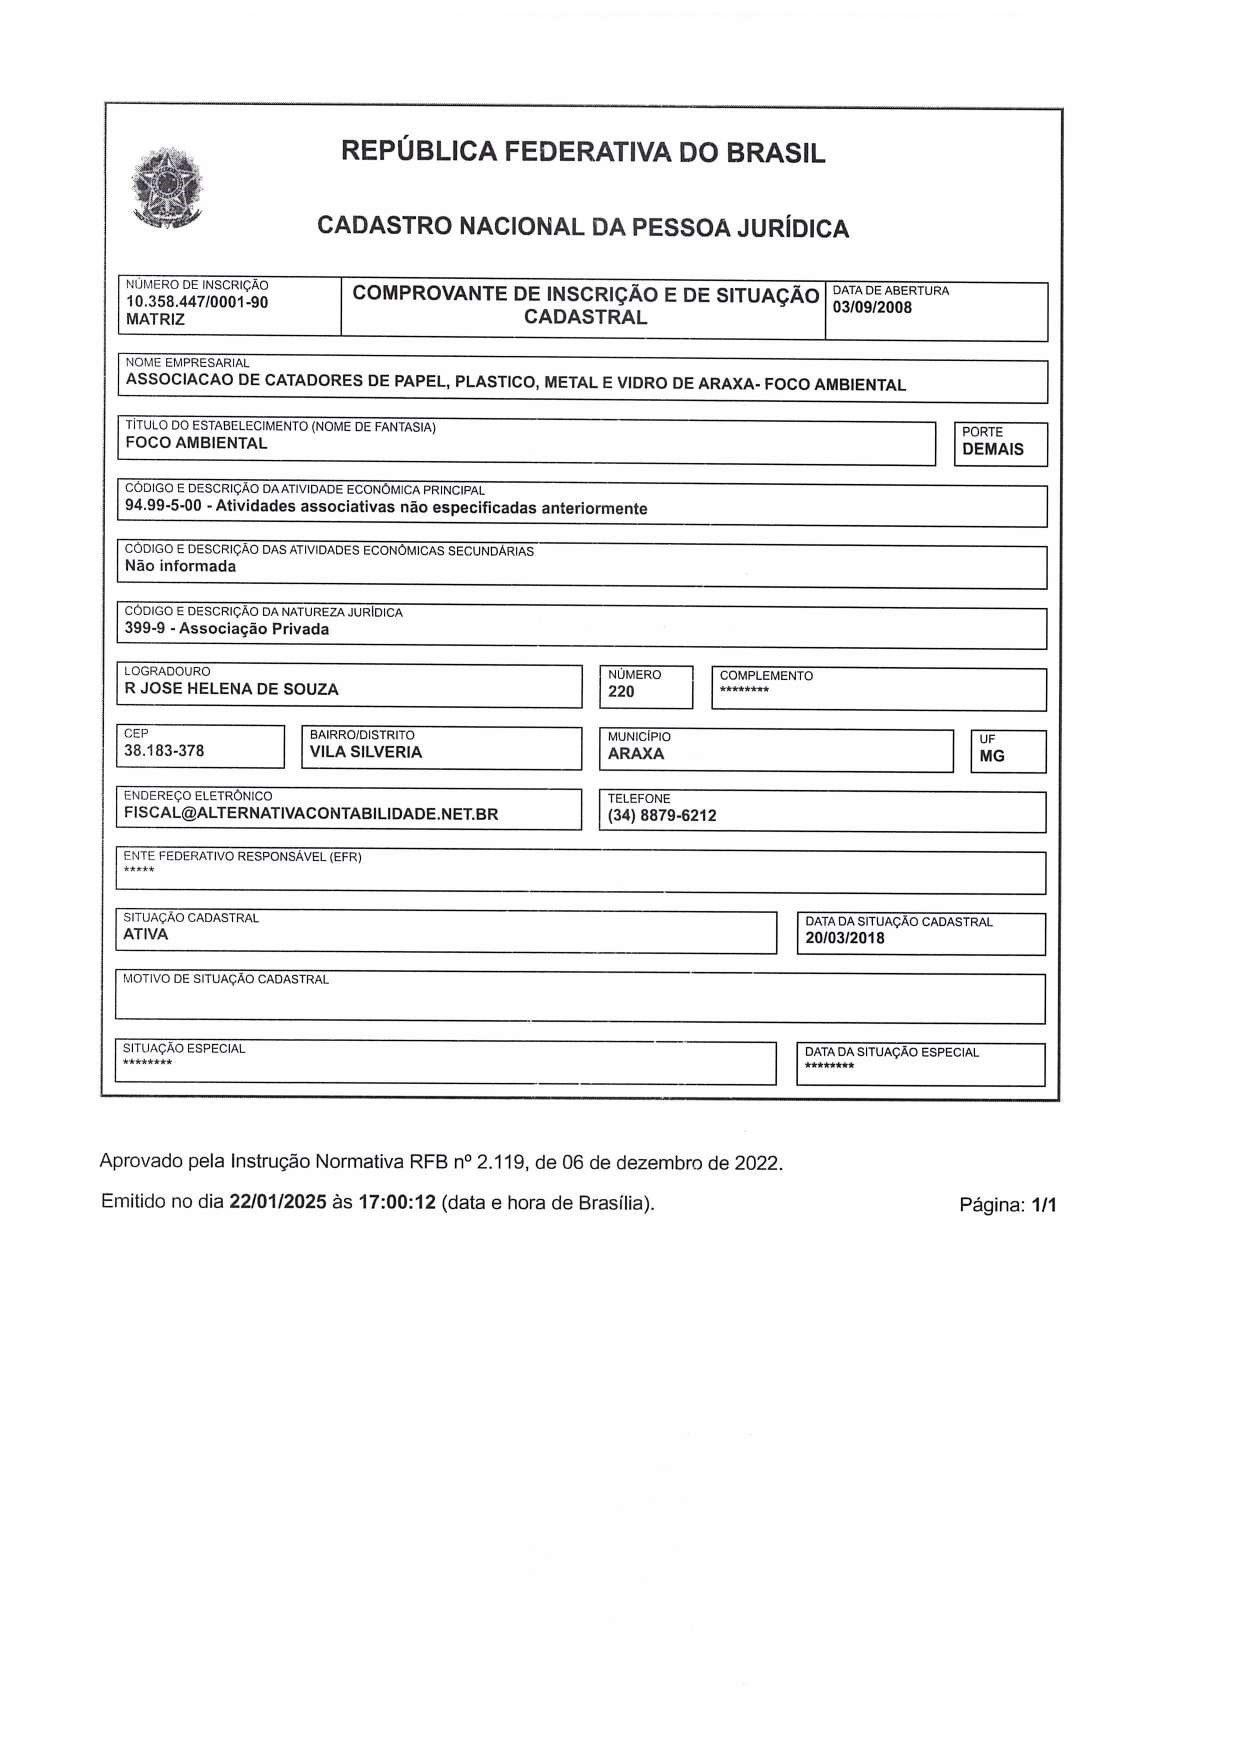 REPÚBLICA FEDERATIVA DO BRASIL
CADASTRO NACIONAL DA PESSOA JURÍDICA
NÚMERO DE INSCRIÇÃO
10.358.447/0001-90
MATRIZ
COMPROVANTE DE INSCRIÇÃO E DE SITUAÇÃO
CADASTRAL
DATA DE ABERTURA
03/09/2008
NOME EMPRESARIAL
ASSOCIACAO DE CATADORES DE PAPEL, PLASTICO, METAL E VIDRO DE ARAXA- FOCO AMBIENTAL
TÍTULO DO ESTABELECIMENTO (NOME DE FANTASIA)
FOCO AMBIENTAL
PORTE
DEMAIS
CÓDIGO E DESCRIÇÃO DA ATIVIDADE ECONÔMICA PRINCIPAL
94.99-5-00 - Atividades associativas não especificadas anteriormente
CÓDIGO E DESCRIÇÃO DAS ATIVIDADES ECONÔMICAS SECUNDÁRIAS
Não informada
CÓDIGO E DESCRIÇÃO DA NATUREZA JURÍDICA
399-9 - Associação Privada
LOGRADOURO
R JOSE HELENA DE SOUZA
NÚMERO
220
COMPLEMENTO
********
CEP
38.183-378
BAIRRO/DISTRITO
VILA SILVERIA
MUNICÍPIO
ARAXA
UF
MG
ENDEREÇO ELETRÔNICO
FISCAL@ALTERNATIVACONTABILIDADE.NET.BR
TELEFONE
(34) 8879-6212
ENTE FEDERATIVO RESPONSÁVEL (EFR)
*****
SITUAÇÃO CADASTRAL
ATIVA
DATA DA SITUAÇÃO CADASTRAL
20/03/2018
MOTIVO DE SITUAÇÃO CADASTRAL
SITUAÇÃO ESPECIAL
********
DATA DA SITUAÇÃO ESPECIAL
********
Aprovado pela Instrução Normativa RFB nº 2.119, de 06 de dezembro de 2022.
Emitido no dia 22/01/2025 às 17:00:12 (data e hora de Brasília).
Página: 1/1